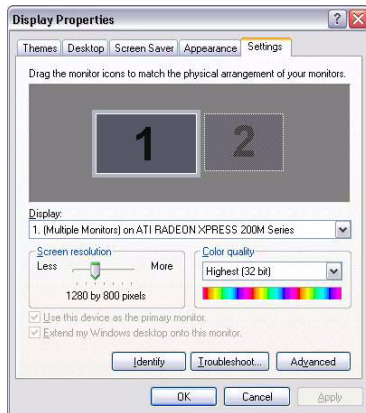 Display Properties
Themes Desktop Screen Saver Appearance Settings
Drag the monitor icons to match the physical arrangement of your monitors.
1 2
Display:
1. (Multiple Monitors) on ATI RADEON XPRESS 200M Series
Screen resolution Color quality
Less More Highest (32 bit)
1280 by 800 pixels
Use this device as the primary monitor.
Extend my Windows desktop onto this monitor.
Identify Troubleshoot... Advanced
OK Cancel Apply